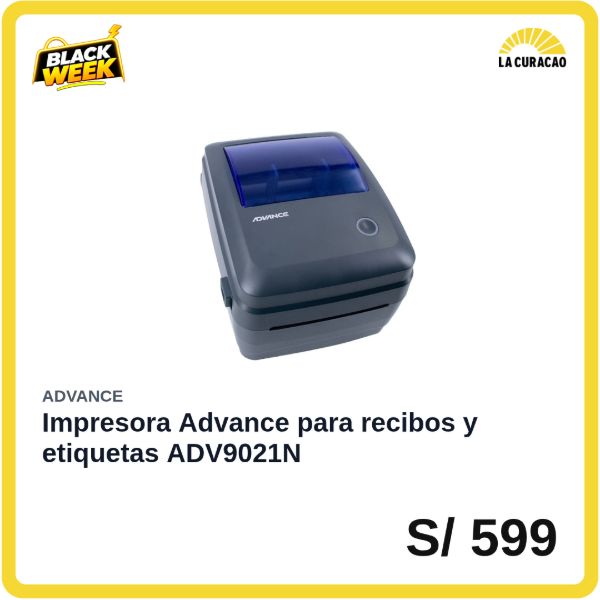 BLACK
WEEK
LA CURACAO
ADVANCE
ADVANCE
Impresora Advance para recibos y
etiquetas ADV9021N
S/ 599